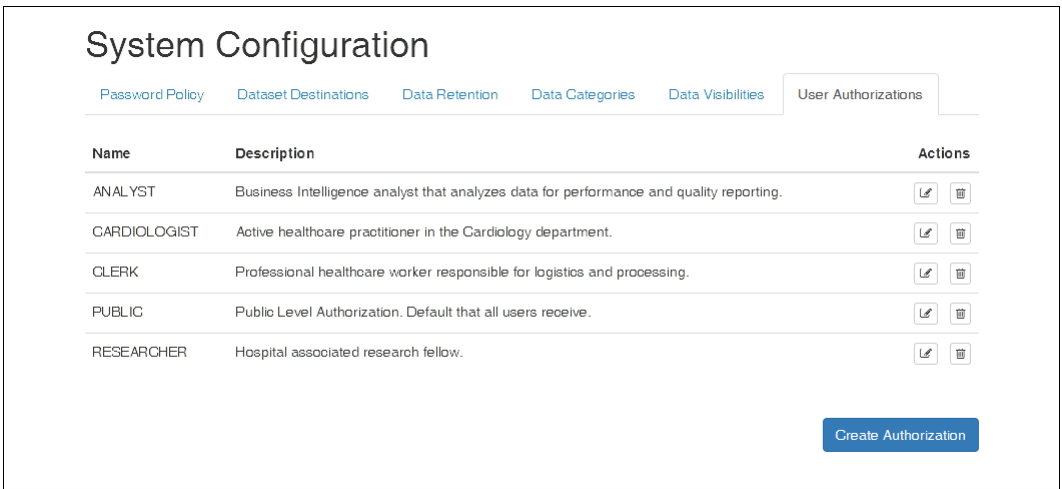 System Configuration
Password Policy Dataset Destinations Data Retention Data Categories Data Visibilities User Authorizations
Name Description Actions
ANALYST Business Intelligence analyst that analyzes data for performance and quality reporting.
CARDIOLOGIST Active healthcare practitioner in the Cardiology department.
CLERK Professional healthcare worker responsible for logistics and processing.
PUBLIC Public Level Authorization. Default that all users receive.
RESEARCHER Hospital associated research fellow.
Create Authorization